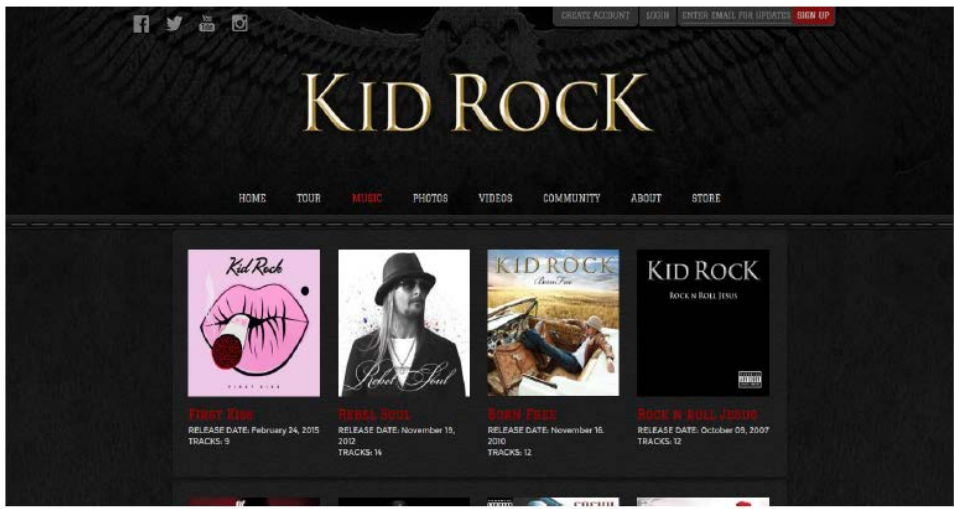 CREATE ACCOUNT LOGIN ENTER EMAIL FOR UPDATES SIGN UP
You
Tube
KID ROCK
HOME TOUR MUSIC PHOTOS VIDEOS COMMUNITY ABOUT STORE
Kid Rock
FIRST KISS
Rebel Soul
KID ROCK
Born Free
KID ROCK
ROCK N ROLL JESUS
FIRST KISS
RELEASE DATE: February 24, 2015
TRACKS: 9
REBEL SOUL
RELEASE DATE: November 19,
2012
TRACKS: 14
BORN FREE
RELEASE DATE: November 16,
2010
TRACKS: 12
ROCK N ROLL JESUS
RELEASE DATE: October 09, 2007
TRACKS: 12